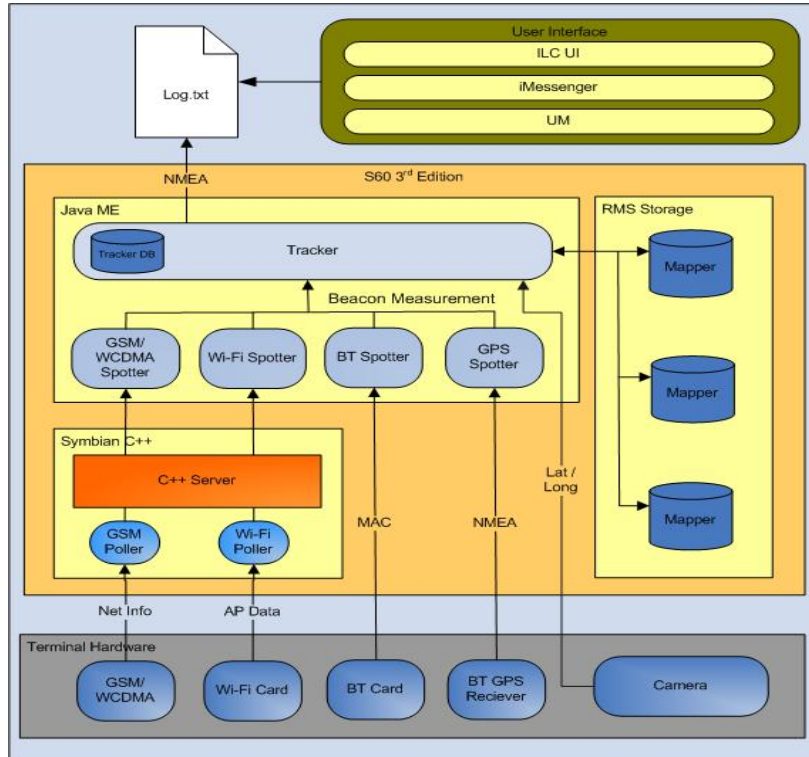 User Interface
ILC UI
iMessenger
UM
Log.txt
NMEA
S60 3rd Edition
Java ME
RMS Storage
Tracker DB
Tracker
Mapper
Beacon Measurement
GSM/
WCDMA
Spotter
Wi-Fi Spotter
BT Spotter
GPS
Spotter
Mapper
Symbian C++
C++ Server
Lat /
Long
GSM
Poller
Wi-Fi
Poller
MAC
NMEA
Mapper
Net Info
AP Data
Terminal Hardware
GSM/
WCDMA
Wi-Fi Card
BT Card
BT GPS
Reciever
Camera